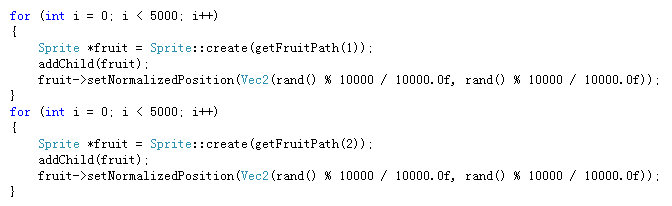 for (int i = 0; i < 5000; i++)
{
    Sprite *fruit = Sprite::create(getFruitPath(1));
    addChild(fruit);
    fruit->setNormalizedPosition(Vec2(rand() % 10000 / 10000.0f, rand() % 10000 / 10000.0f));
}
for (int i = 0; i < 5000; i++)
{
    Sprite *fruit = Sprite::create(getFruitPath(2));
    addChild(fruit);
    fruit->setNormalizedPosition(Vec2(rand() % 10000 / 10000.0f, rand() % 10000 / 10000.0f));
}